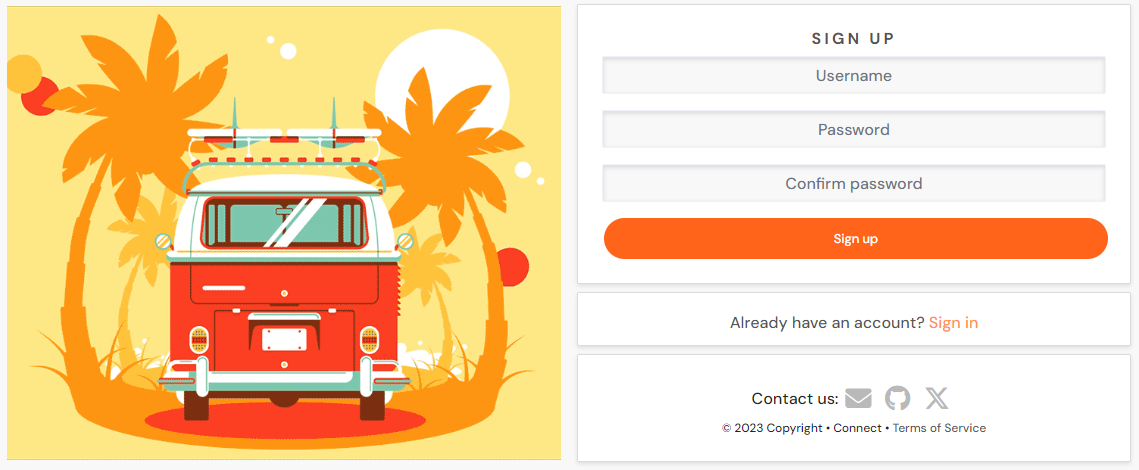 SIGN UP
Username
Password
Confirm password
Sign up
Already have an account? Sign in
Contact us:
© 2023 Copyright • Connect • Terms of Service